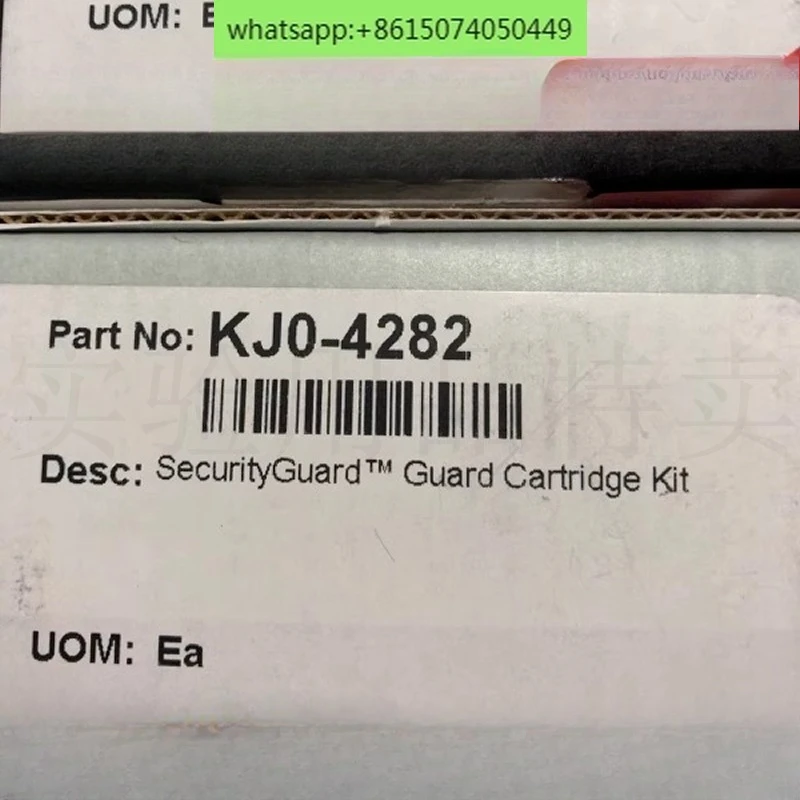 UOM: E
whatsapp:+8615074050449
Part No: KJ0-4282
Desc: SecurityGuard™ Guard Cartridge Kit
UOM: Ea